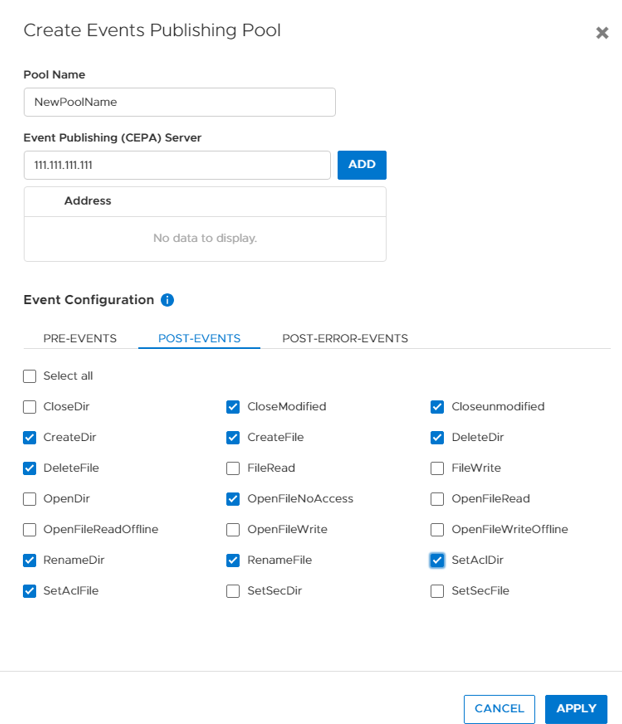 Create Events Publishing Pool
Pool Name
NewPoolName
Event Publishing (CEPA) Server
111.111.111.111 ADD
Address
No data to display.
Event Configuration
PRE-EVENTS POST-EVENTS POST-ERROR-EVENTS
Select all
CloseDir CloseModified Closeunmodified
CreateDir CreateFile DeleteDir
DeleteFile FileRead FileWrite
OpenDir OpenFileNoAccess OpenFileRead
OpenFileReadOffline OpenFileWrite OpenFileWriteOffline
RenameDir RenameFile SetAclDir
SetAclFile SetSecDir SetSecFile
CANCEL APPLY